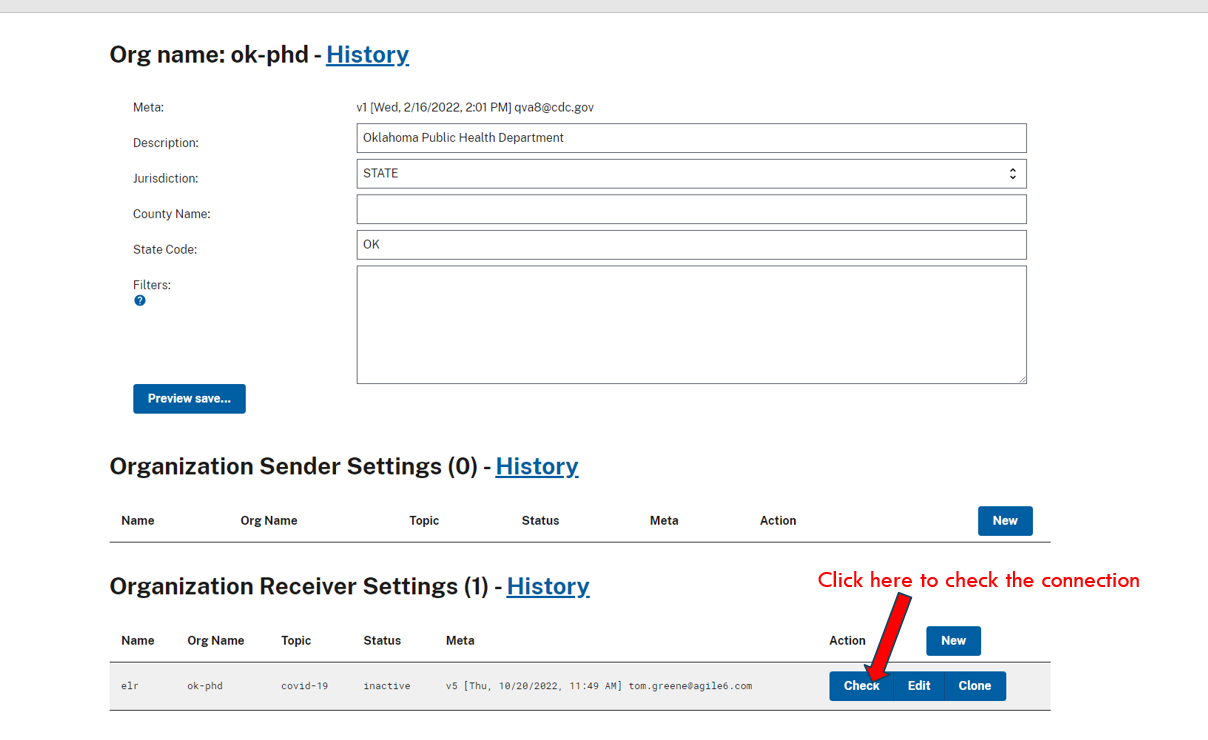 Org name: ok-phd - History
Meta: v1 [Wed, 2/16/2022, 2:01 PM] qva8@cdc.gov
Description: Oklahoma Public Health Department
Jurisdiction: STATE
County Name:
State Code: OK
Filters:
?
Preview save...
Organization Sender Settings (0) - History
Name Org Name Topic Status Meta Action New
Organization Receiver Settings (1) - History
Click here to check the connection
Name Org Name Topic Status Meta Action New
elr ok-phd covid-19 inactive v5 [Thu, 10/20/2022, 11:49 AM] tom.greene@agile6.com Check Edit Clone